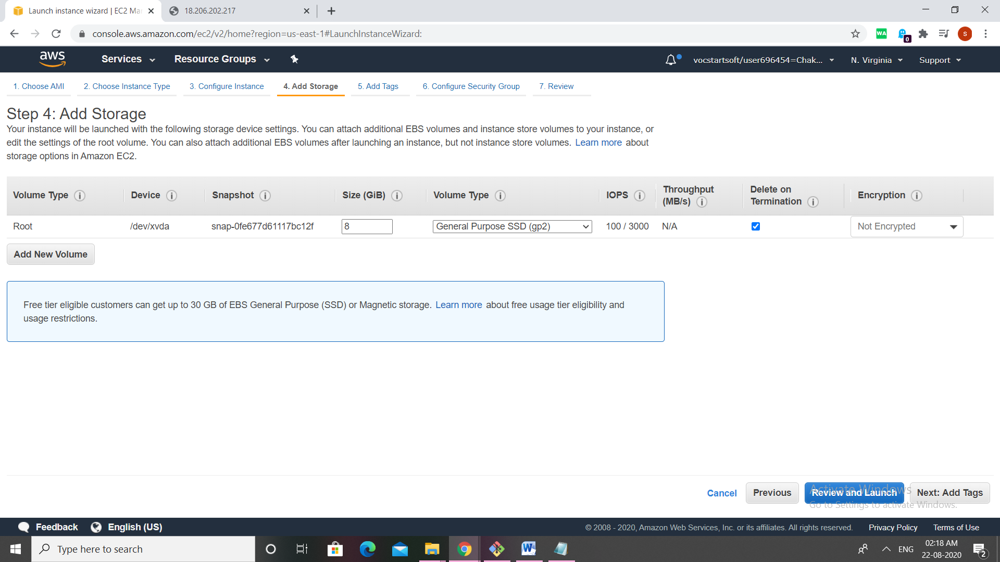 Launch instance wizard | EC2 Mar
18.206.202.217
console.aws.amazon.com/ec2/v2/home?region=us-east-1#LaunchInstanceWizard:
WA
0
s
aws
Services
Resource Groups
vocstartsoft/user696454=Chak...
N. Virginia
Support
1. Choose AMI
2. Choose Instance Type
3. Configure Instance
4. Add Storage
5. Add Tags
6. Configure Security Group
7. Review
Step 4: Add Storage
Your instance will be launched with the following storage device settings. You can attach additional EBS volumes and instance store volumes to your instance, or
edit the settings of the root volume. You can also attach additional EBS volumes after launching an instance, but not instance store volumes. Learn more about
storage options in Amazon EC2.
Volume Type i
Device i
Snapshot i
Size (GiB) i
Volume Type i
IOPS i
Throughput
(MB/s) i
Delete on
Termination i
Encryption i
Root
/dev/xvda
snap-0fe677d61117bc12f
8
General Purpose SSD (gp2)
100 / 3000
N/A
Not Encrypted
Add New Volume
Free tier eligible customers can get up to 30 GB of EBS General Purpose (SSD) or Magnetic storage. Learn more about free usage tier eligibility and
usage restrictions.
Cancel
Previous
Review and Launch
Next: Add Tags
Activate Windows
Go to Settings to activate Windows.
Feedback
English (US)
© 2008 - 2020, Amazon Web Services, Inc. or its affiliates. All rights reserved.
Privacy Policy
Terms of Use
Type here to search
W
ENG
02:18 AM
22-08-2020
2